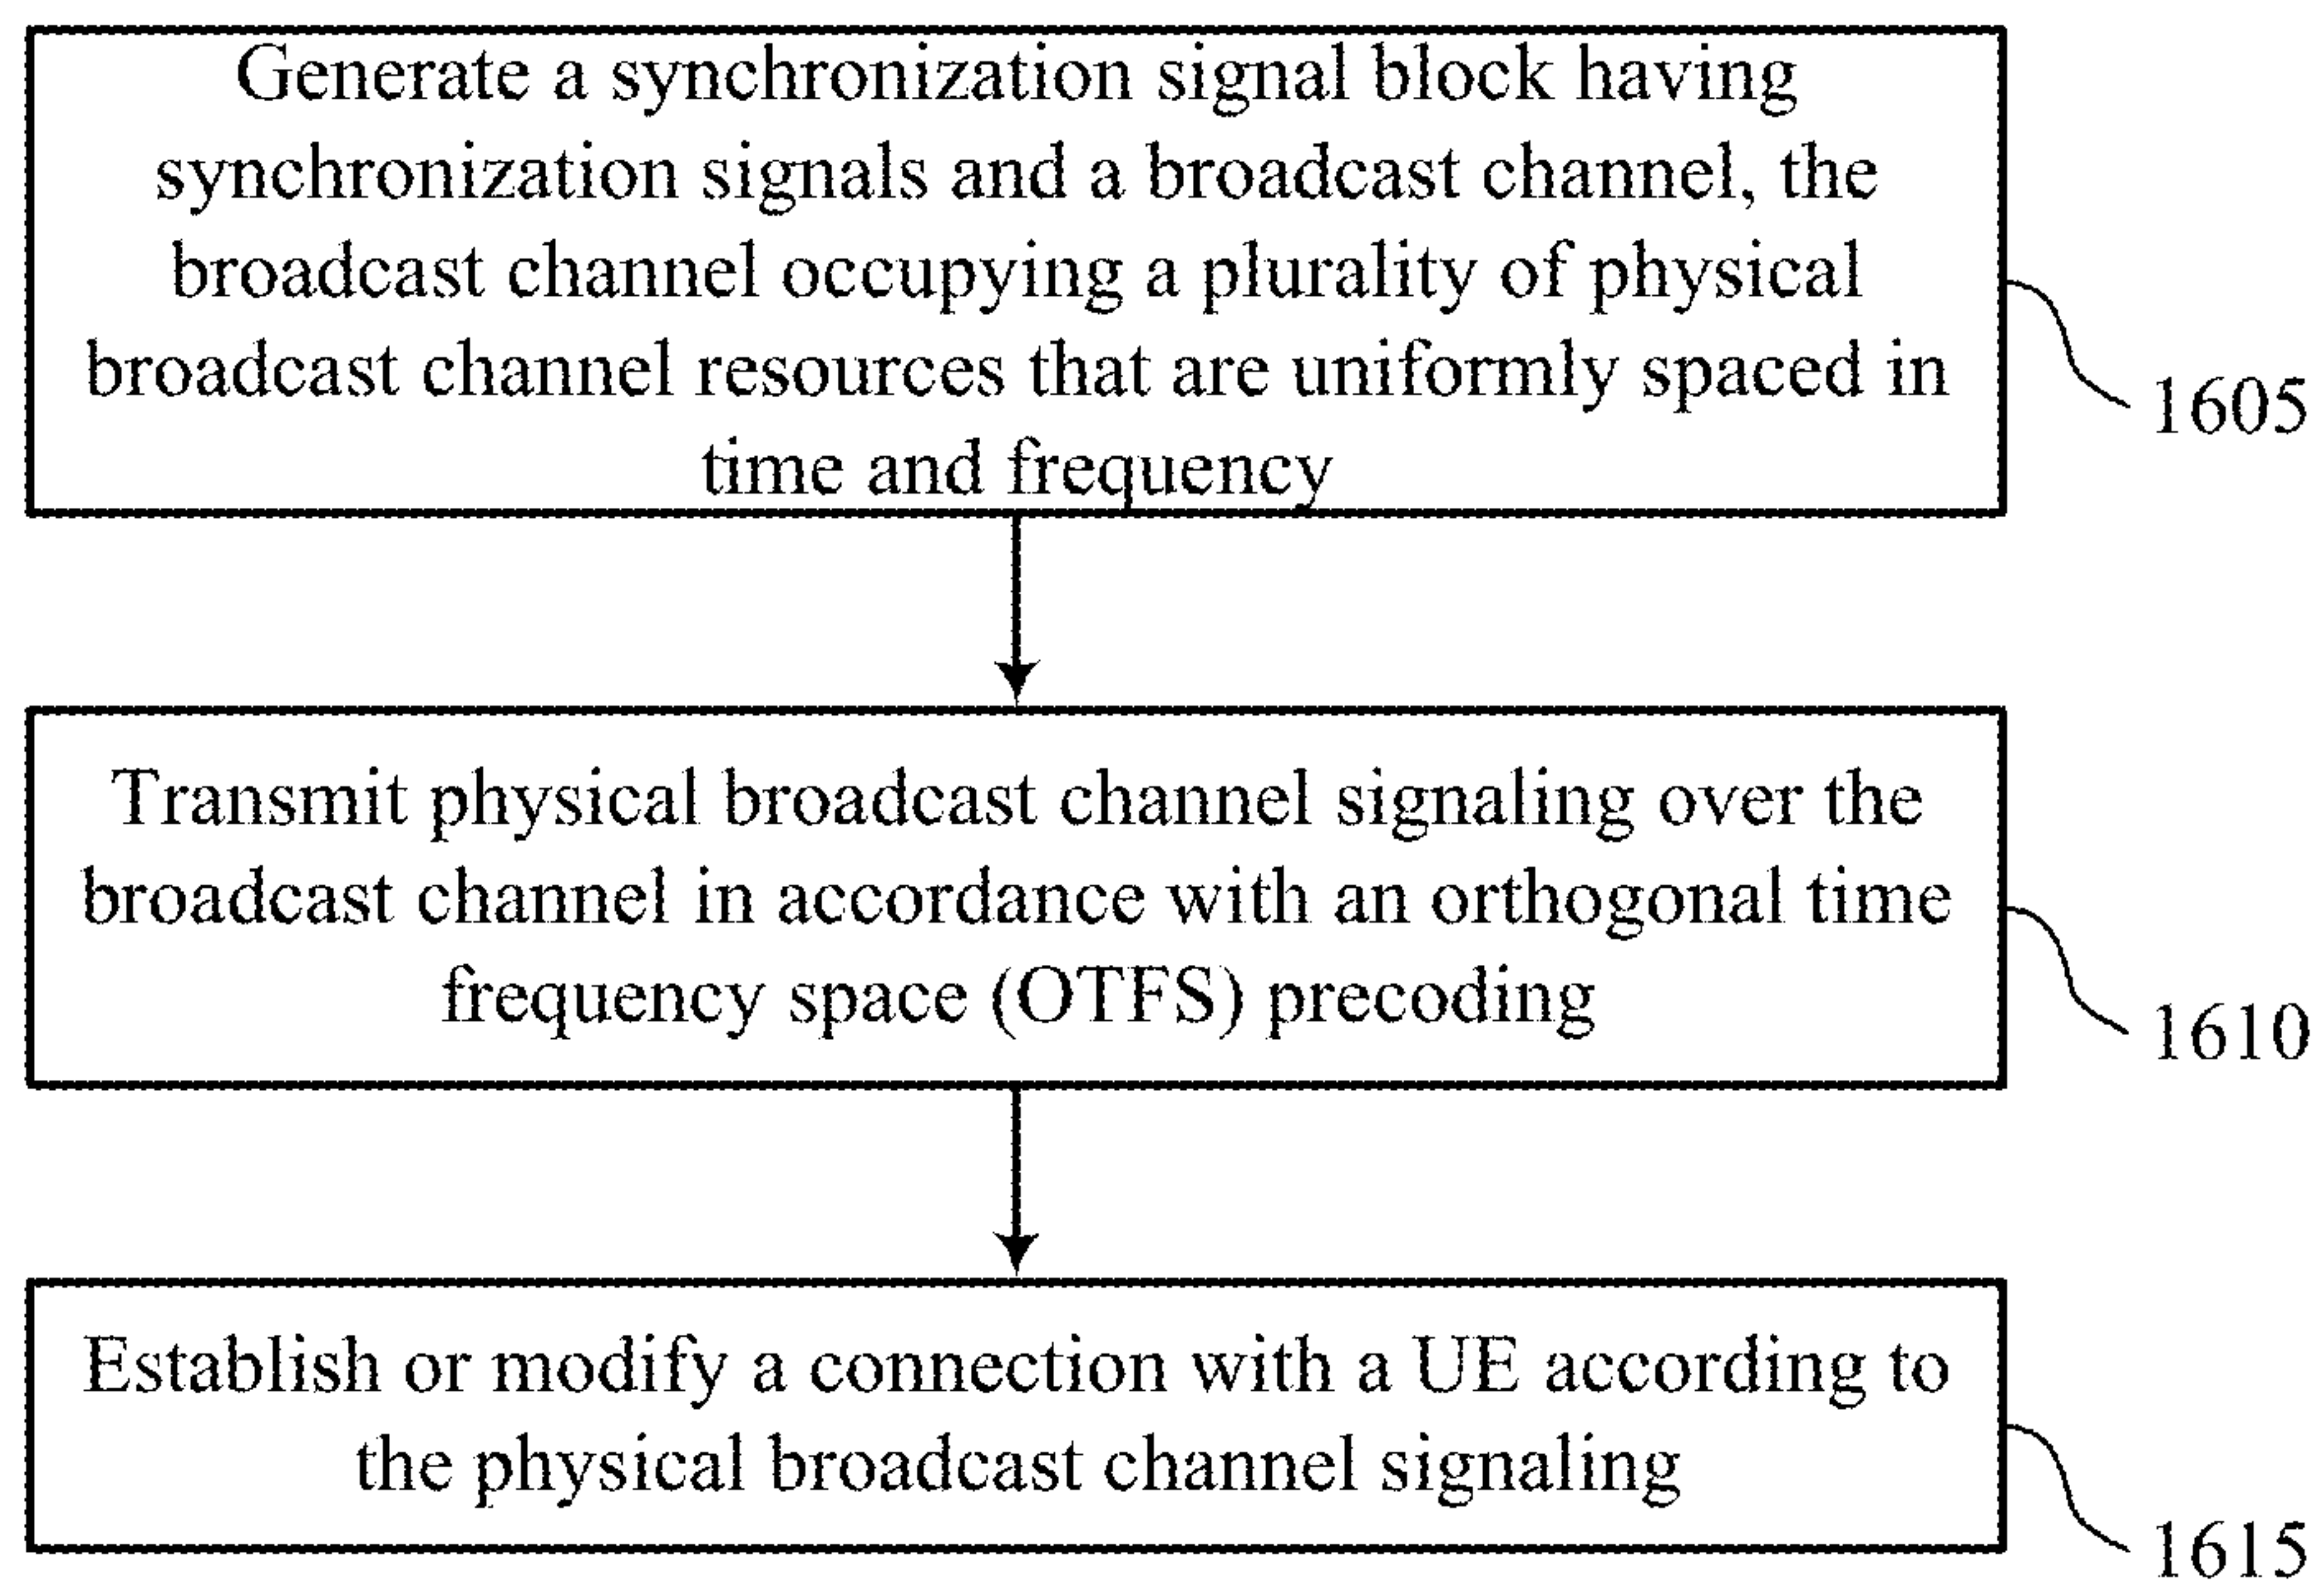 Generate a synchronization signal block having
synchronization signals and a broadcast channel, the
broadcast channel occupying a plurality of physical
broadcast channel resources that are uniformly spaced in
time and frequency
1605
Transmit physical broadcast channel signaling over the
broadcast channel in accordance with an orthogonal time
frequency space (OTFS) precoding
1610
Establish or modify a connection with a UE according to
the physical broadcast channel signaling
1615